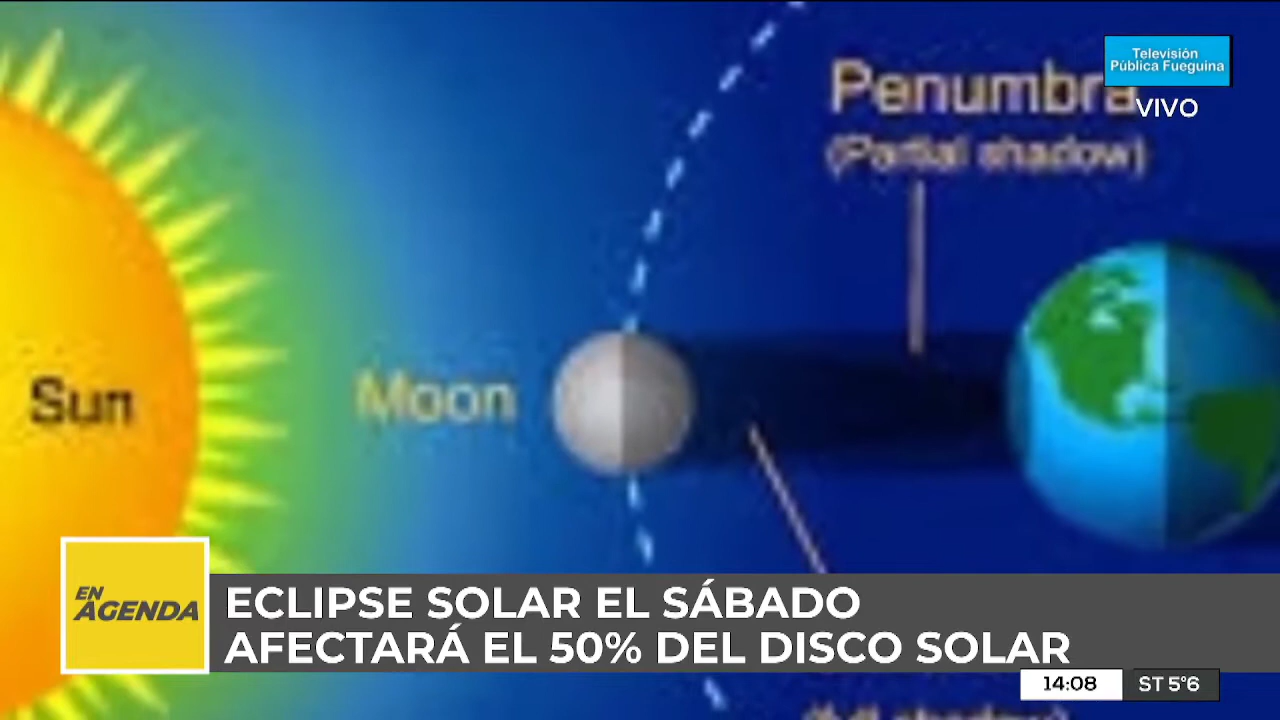 Televisión
Pública Fueguina
VIVO
Penumbra
(Partial shadow)
Sun
Moon
EN
AGENDA
ECLIPSE SOLAR EL SÁBADO
AFECTARÁ EL 50% DEL DISCO SOLAR
14:08
ST 5°6